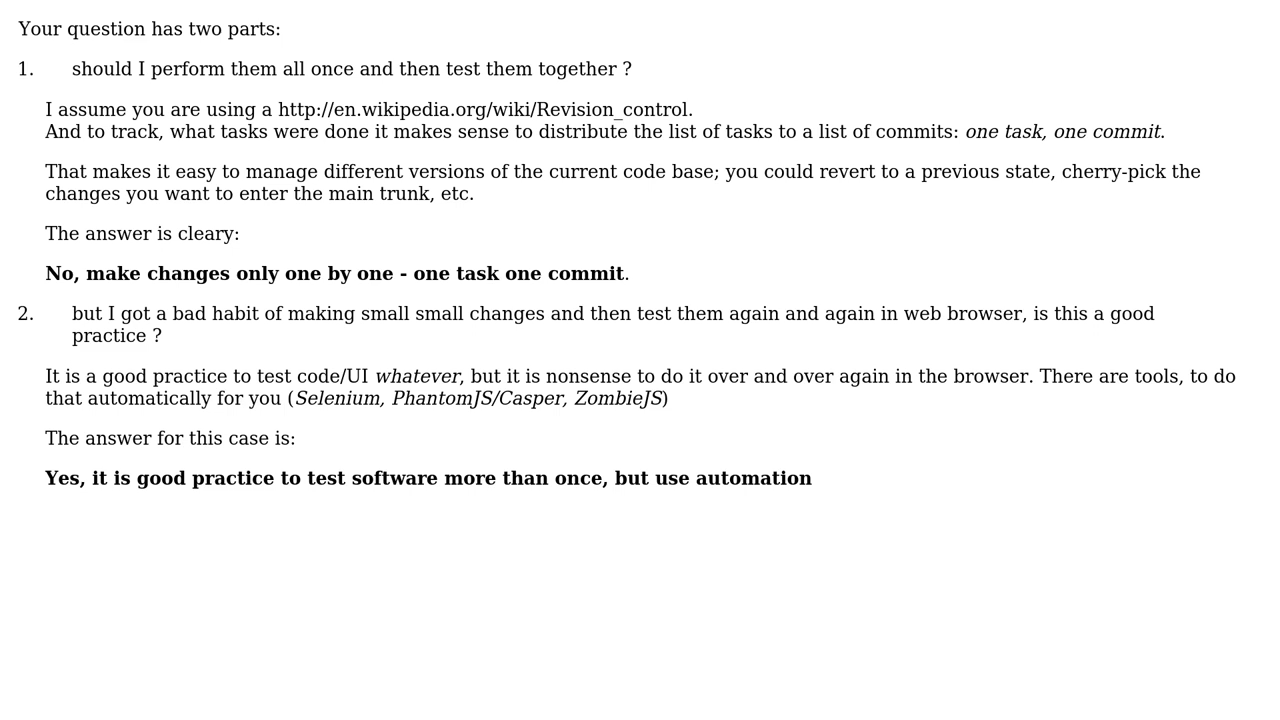 Your question has two parts:
1. should I perform them all once and then test them together ?
I assume you are using a http://en.wikipedia.org/wiki/Revision_control.
And to track, what tasks were done it makes sense to distribute the list of tasks to a list of commits: one task, one commit.
That makes it easy to manage different versions of the current code base; you could revert to a previous state, cherry-pick the
changes you want to enter the main trunk, etc.
The answer is cleary:
No, make changes only one by one - one task one commit.
2. but I got a bad habit of making small small changes and then test them again and again in web browser, is this a good
practice ?
It is a good practice to test code/UI whatever, but it is nonsense to do it over and over again in the browser. There are tools, to do
that automatically for you (Selenium, PhantomJS/Casper, ZombieJS)
The answer for this case is:
Yes, it is good practice to test software more than once, but use automation